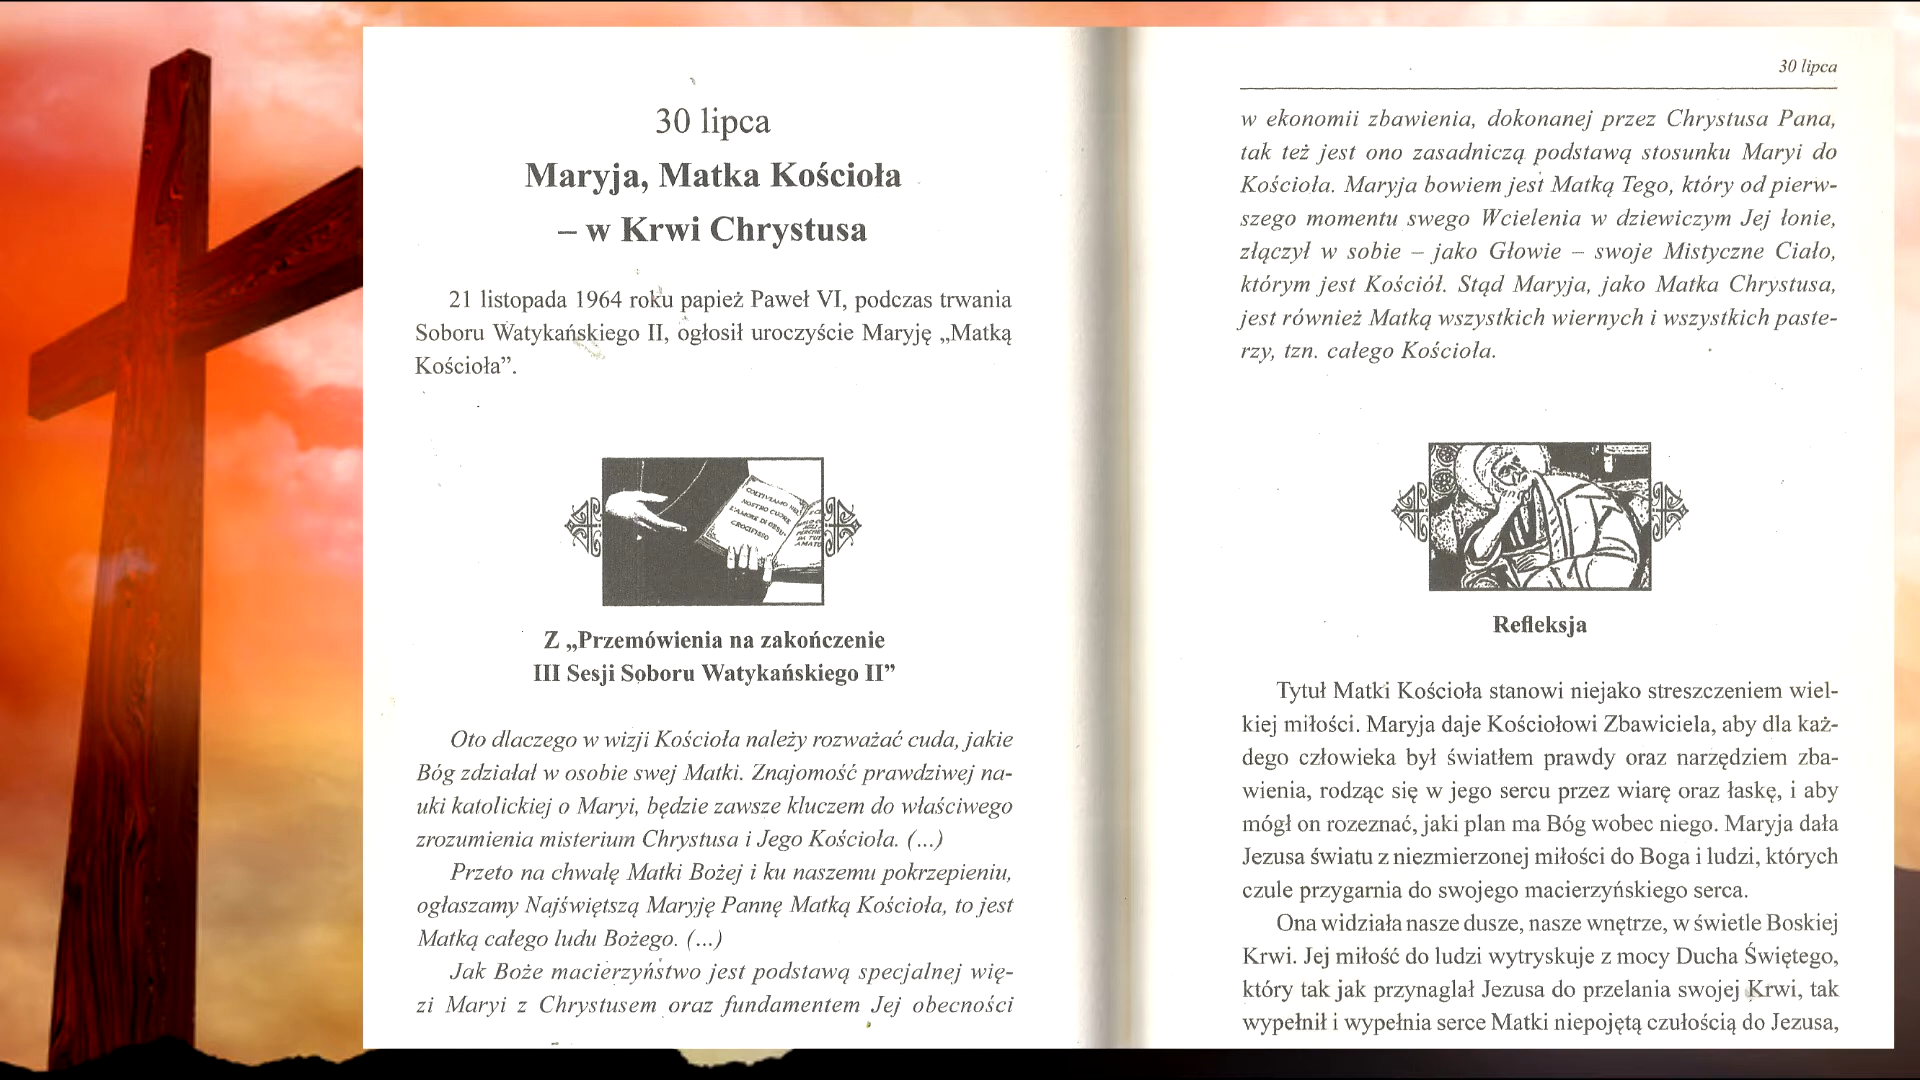 30 lipca
Maryja, Matka Kościoła
– w Krwi Chrystusa
21 listopada 1964 roku papież Paweł VI, podczas trwania
Soboru Watykańskiego II, ogłosił uroczyście Maryję „Matką
Kościoła”.
COLTIVIAMO NEL
NOSTRO CUORE
L'AMORE DI GESU'
CROCIFISSO
Z „Przemówienia na zakończenie
III Sesji Soboru Watykańskiego II”
Oto dlaczego w wizji Kościoła należy rozważać cuda, jakie
Bóg zdziałał w osobie swej Matki. Znajomość prawdziwej na-
uki katolickiej o Maryi, będzie zawsze kluczem do właściwego
zrozumienia misterium Chrystusa i Jego Kościoła. (...)
Przeto na chwałę Matki Bożej i ku naszemu pokrzepieniu,
ogłaszamy Najświętszą Maryję Pannę Matką Kościoła, to jest
Matką całego ludu Bożego. (...)
Jak Boże macierzyństwo jest podstawą specjalnej wię-
zi Maryi z Chrystusem oraz fundamentem Jej obecności
30 lipca
w ekonomii zbawienia, dokonanej przez Chrystusa Pana,
tak też jest ono zasadniczą podstawą stosunku Maryi do
Kościoła. Maryja bowiem jest Matką Tego, który od pierw-
szego momentu swego Wcielenia w dziewiczym Jej łonie,
złączył w sobie – jako Głowie – swoje Mistyczne Ciało,
którym jest Kościół. Stąd Maryja, jako Matka Chrystusa,
jest również Matką wszystkich wiernych i wszystkich paste-
rzy, tzn. całego Kościoła.
Refleksja
Tytuł Matki Kościoła stanowi niejako streszczeniem wiel-
kiej miłości. Maryja daje Kościołowi Zbawiciela, aby dla każ-
dego człowieka był światłem prawdy oraz narzędziem zba-
wienia, rodząc się w jego sercu przez wiarę oraz łaskę, i aby
mógł on rozeznać, jaki plan ma Bóg wobec niego. Maryja dała
Jezusa światu z niezmierzonej miłości do Boga i ludzi, których
czule przygarnia do swojego macierzyńskiego serca.
Ona widziała nasze dusze, nasze wnętrze, w świetle Boskiej
Krwi. Jej miłość do ludzi wytryskuje z mocy Ducha Świętego,
który tak jak przynaglał Jezusa do przelania swojej Krwi, tak
wypełnił i wypełnia serce Matki niepojętą czułością do Jezusa,